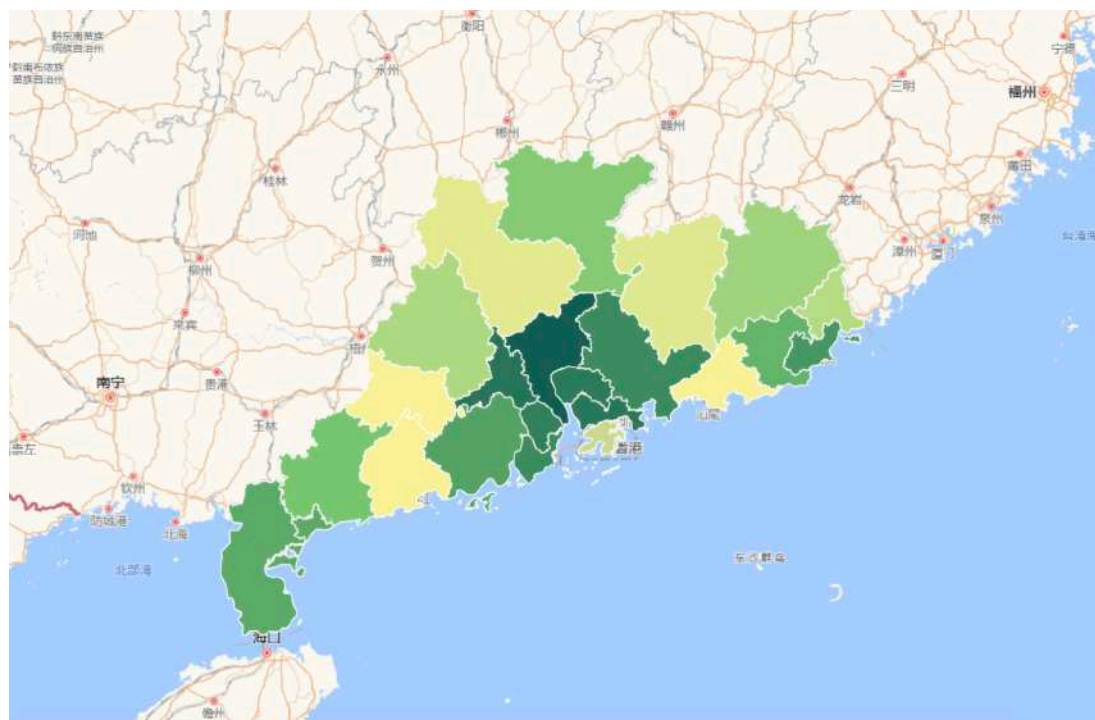 衡阳
宁德
黔东南苗族
侗族自治州
永州
黔南布依族
苗族自治州
三明
福州
郴州
赣州
莆田
桂林
龙岩
泉州
河池
漳州
厦门
贺州
柳州
来宾
梧州
南宁
贵港
玉林
汕尾
崇左
香港
钦州
防城港
北海
东沙群岛
北部湾
海口
儋州